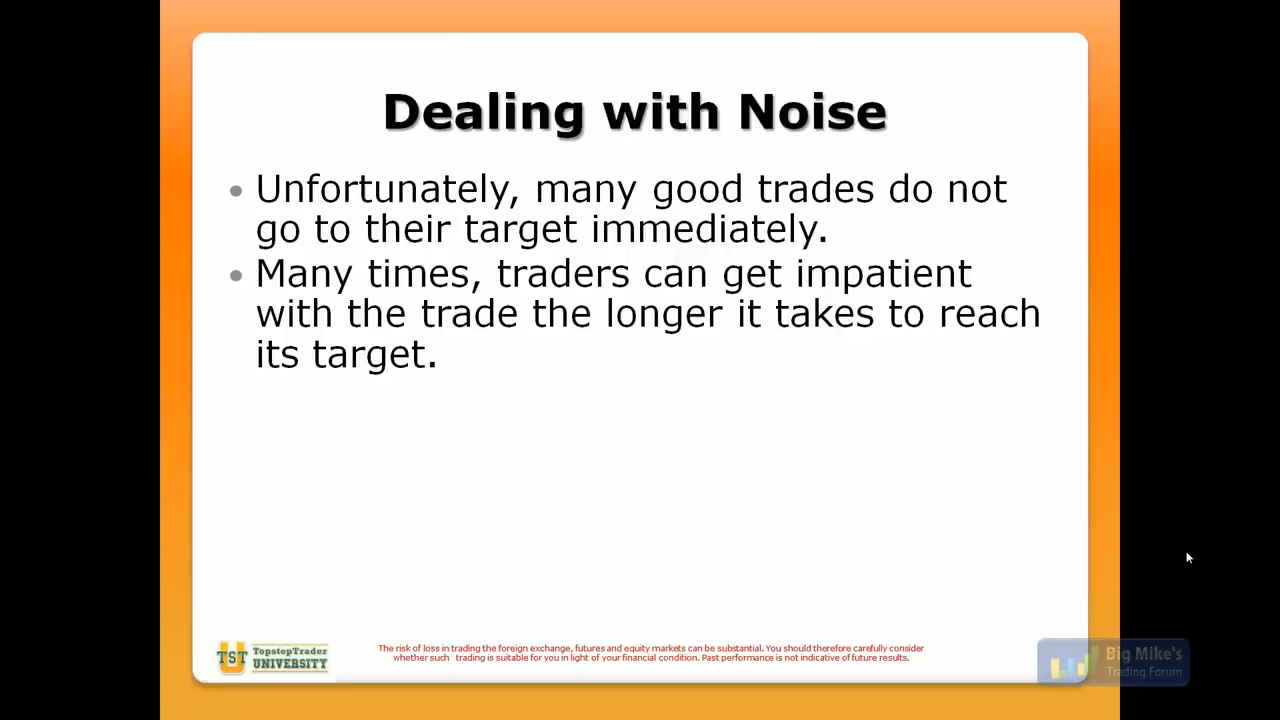 Dealing with Noise
• Unfortunately, many good trades do not
go to their target immediately.
• Many times, traders can get impatient
with the trade the longer it takes to reach
its target.
TST TopstepTrader
UNIVERSITY
The risk of loss in trading the foreign exchange, futures and equity markets can be substantial. You should therefore carefully consider
whether such trading is suitable for you in light of your financial condition. Past performance is not indicative of future results.
Big Mike's
Trading Forum